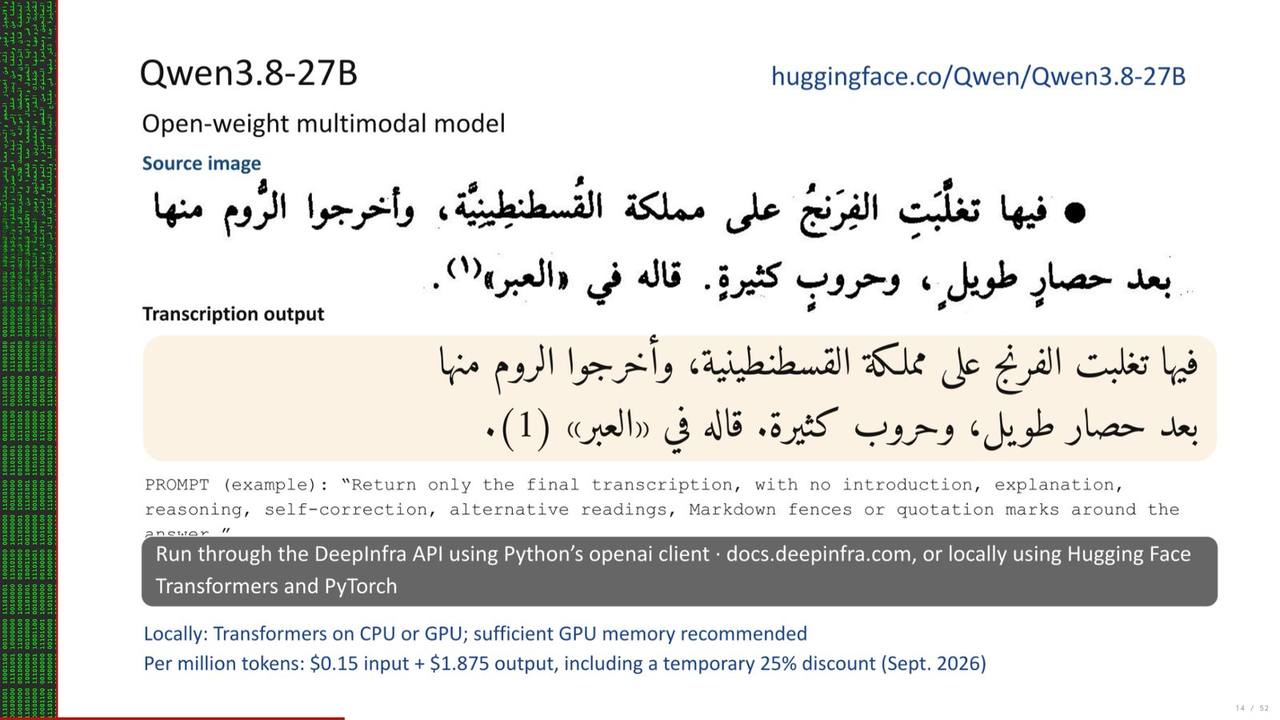 Qwen3.8-27B
huggingface.co/Qwen/Qwen3.8-27B
Open-weight multimodal model
Source image
● فيها تغلَّبَتِ الفِرَنجُ على مملكة القُسطنطِينِيَّة، وأخرجوا الرُّوم منها
بعد حصارٍ طويلٍ، وحروبٍ كثيرةٍ. قاله في «العبر»(١).
Transcription output
فيها تغلبت الفرنج على مملكة القسطنطينية، وأخرجوا الروم منها
بعد حصار طويل، وحروب كثيرة. قاله في «العبر» (1).
PROMPT (example): “Return only the final transcription, with no introduction, explanation,
reasoning, self-correction, alternative readings, Markdown fences or quotation marks around the
answer.”
Run through the DeepInfra API using Python’s openai client · docs.deepinfra.com, or locally using Hugging Face
Transformers and PyTorch
Locally: Transformers on CPU or GPU; sufficient GPU memory recommended
Per million tokens: $0.15 input + $1.875 output, including a temporary 25% discount (Sept. 2026)
14 / 52